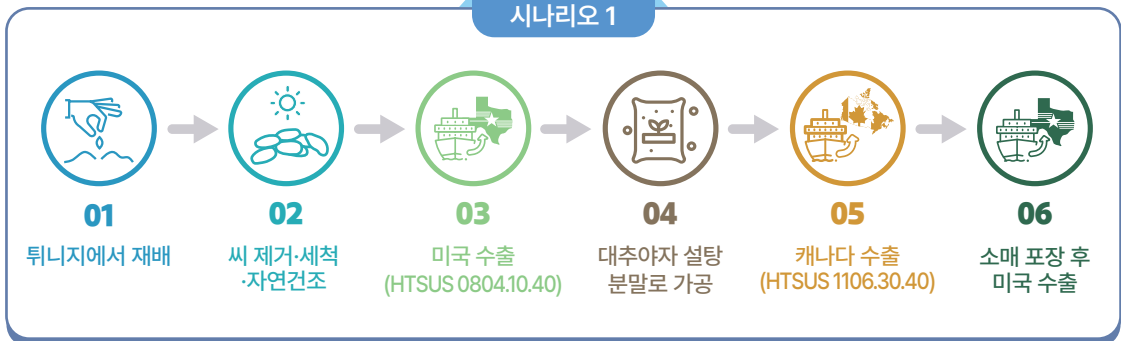 시나리오 1
01
튀니지에서 재배
02
씨 제거·세척
·자연건조
03
미국 수출
(HTSUS 0804.10.40)
04
대추야자 설탕
분말로 가공
05
캐나다 수출
(HTSUS 1106.30.40)
06
소매 포장 후
미국 수출